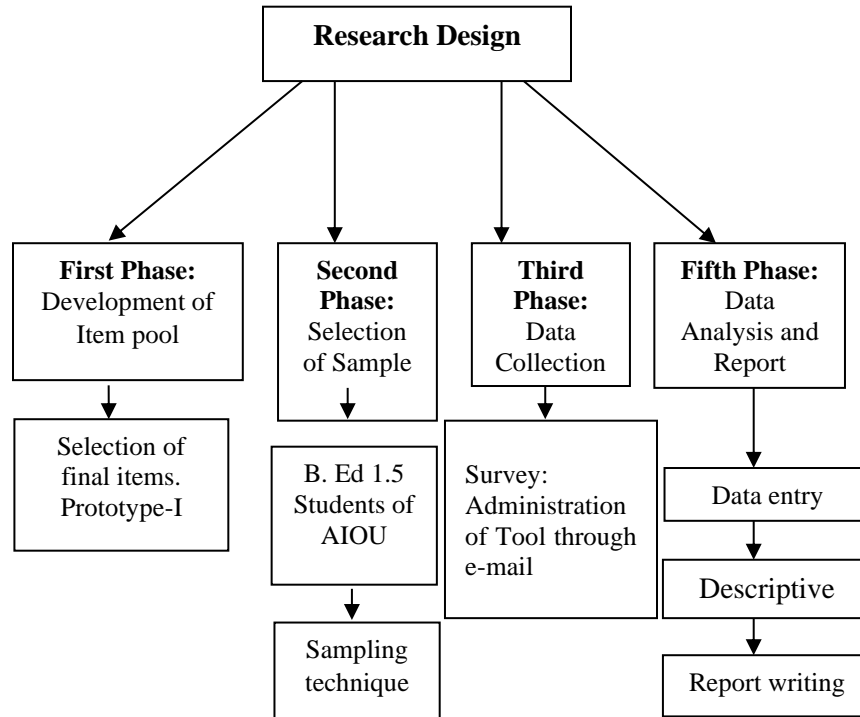 Research Design
First Phase:
Development of
Item pool
Selection of
final items.
Prototype-I
Second
Phase:
Selection
of Sample
B. Ed 1.5
Students of
AIOU
Sampling
technique
Third
Phase:
Data
Collection
Survey:
Administration
of Tool through
e-mail
Fifth Phase:
Data
Analysis and
Report
Data entry
Descriptive
Report writing